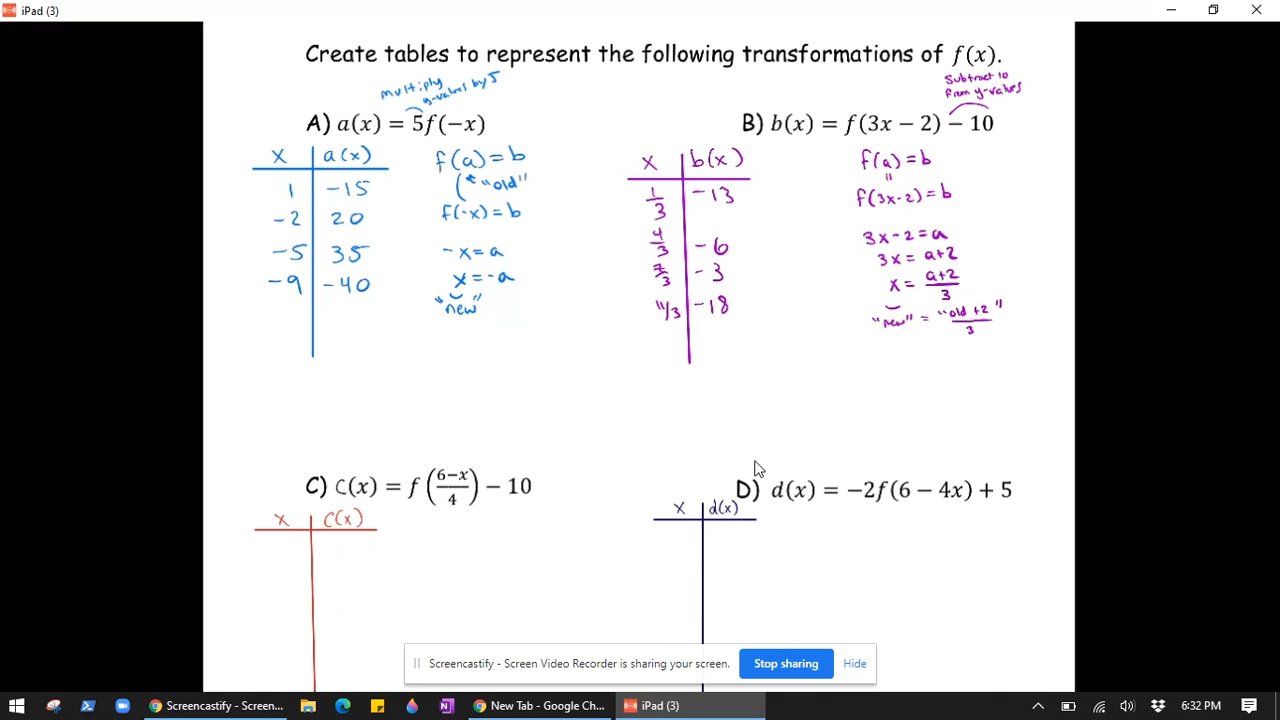 iPad (3)
Create tables to represent the following transformations of f(x).
multiply
y-values by 5
Subtract 10
from y-values
A) a(x) = 5f(−x)
B) b(x) = f(3x − 2) − 10
x a(x)
1 -15
-2 20
-5 35
-9 -40
f(a) = b
"old"
f(-x) = b
-x = a
x = -a
"new"
x b(x)
1/3 -13
4/3 -6
7/3 -3
11/3 -18
f(a) = b
"
f(3x-2) = b
3x-2 = a
3x = a+2
x = a+2/3
"new" = "old +2"/3
C) C(x) = f((6−x)/4) − 10
D) d(x) = −2f(6 − 4x) + 5
x C(x)
x d(x)
Screencastify - Screen Video Recorder is sharing your screen.
Stop sharing
Hide
Screencastify - Screen...
New Tab - Google Ch...
iPad (3)
6:32 PM